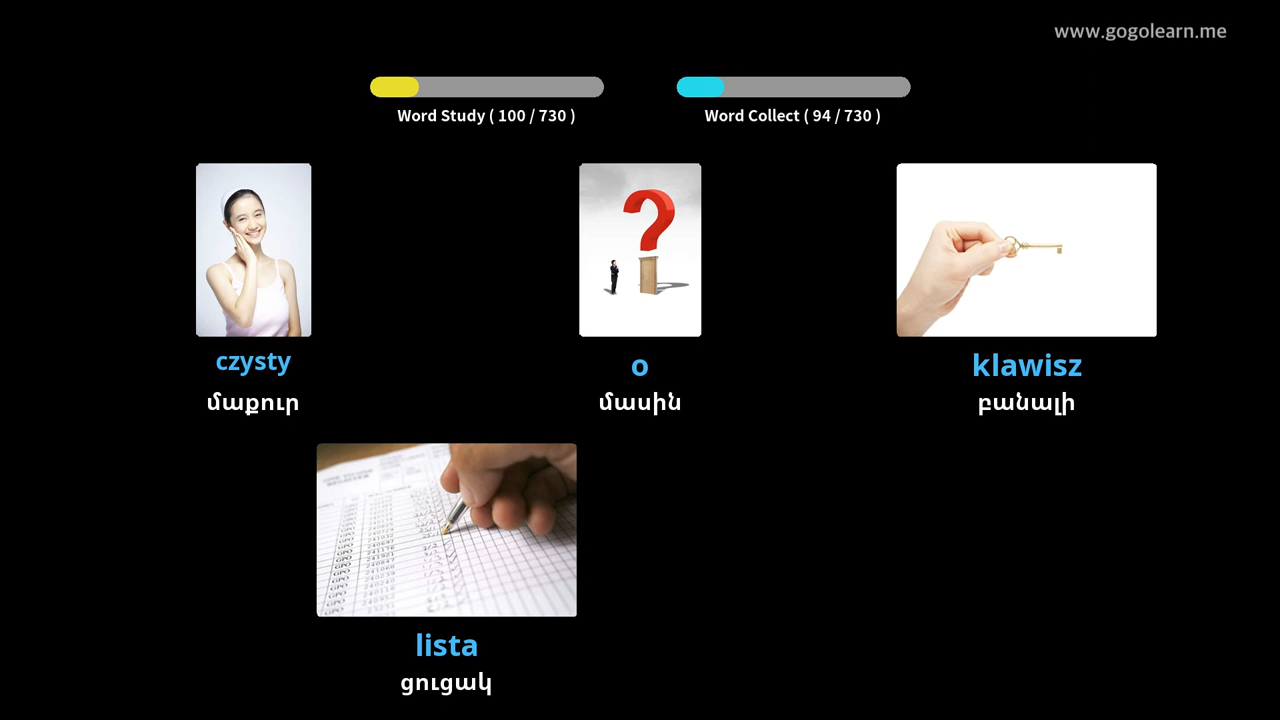 www.gogolearn.me
Word Study ( 100 / 730 )
Word Collect ( 94 / 730 )
czysty
մաքուր
o
մասին
klawisz
բանալի
lista
ցուցակ